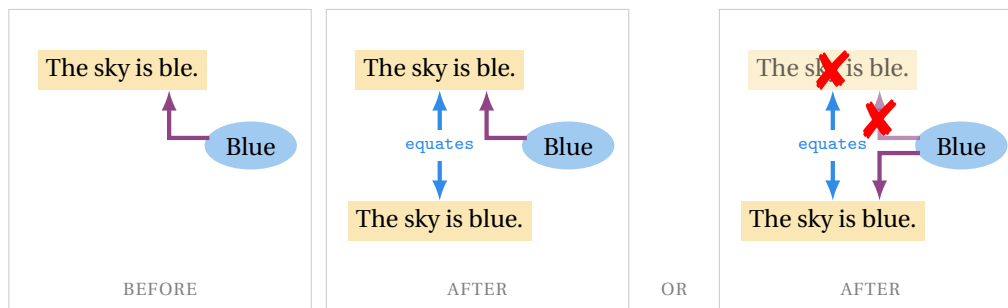 The sky is ble.
Blue
BEFORE
The sky is ble.
equates
Blue
The sky is blue.
AFTER
OR
The sky is ble.
equates
Blue
The sky is blue.
AFTER